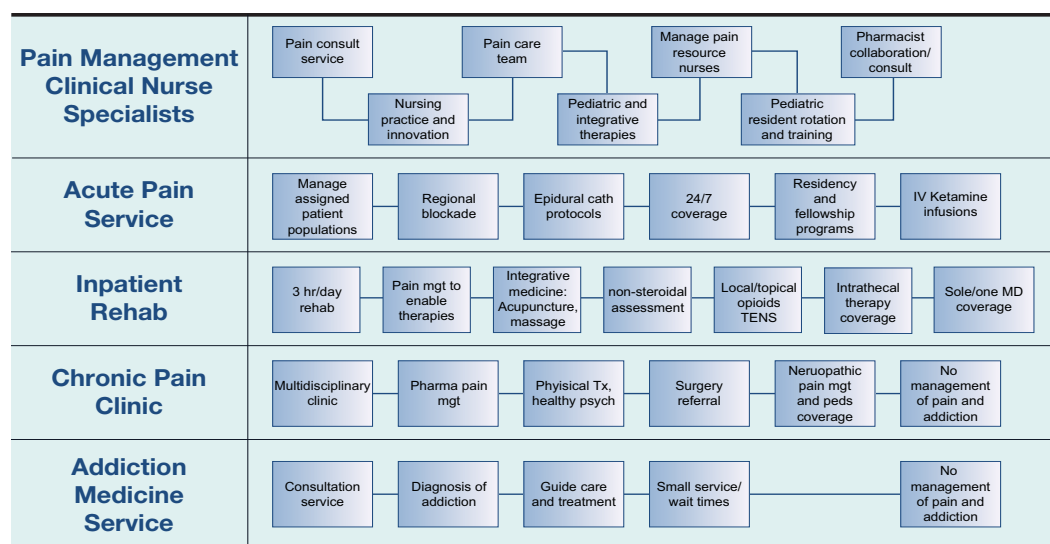 Pain Management
Clinical Nurse
Specialists
Pain consult
service
Nursing
practice and
innovation
Pain care
team
Pediatric and
integrative
therapies
Manage pain
resource
nurses
Pediatric
resident rotation
and training
Pharmacist
collaboration/
consult
Acute Pain
Service
Manage
assigned
patient
populations
Regional
blockade
Epidural cath
protocols
24/7
coverage
Residency
and
fellowship
programs
IV Ketamine
infusions
Inpatient
Rehab
3 hr/day
rehab
Pain mgt to
enable
therapies
Integrative
medicine:
Acupuncture,
massage
non-steroidal
assessment
Local/topical
opioids
TENS
Intrathecal
therapy
coverage
Sole/one MD
coverage
Chronic Pain
Clinic
Multidisciplinary
clinic
Pharma pain
mgt
Phyisical Tx,
healthy psych
Surgery
referral
Neruopathic
pain mgt
and peds
coverage
No
management
of pain and
addiction
Addiction
Medicine
Service
Consultation
service
Diagnosis of
addiction
Guide care
and treatment
Small service/
wait times
No
management
of pain and
addiction